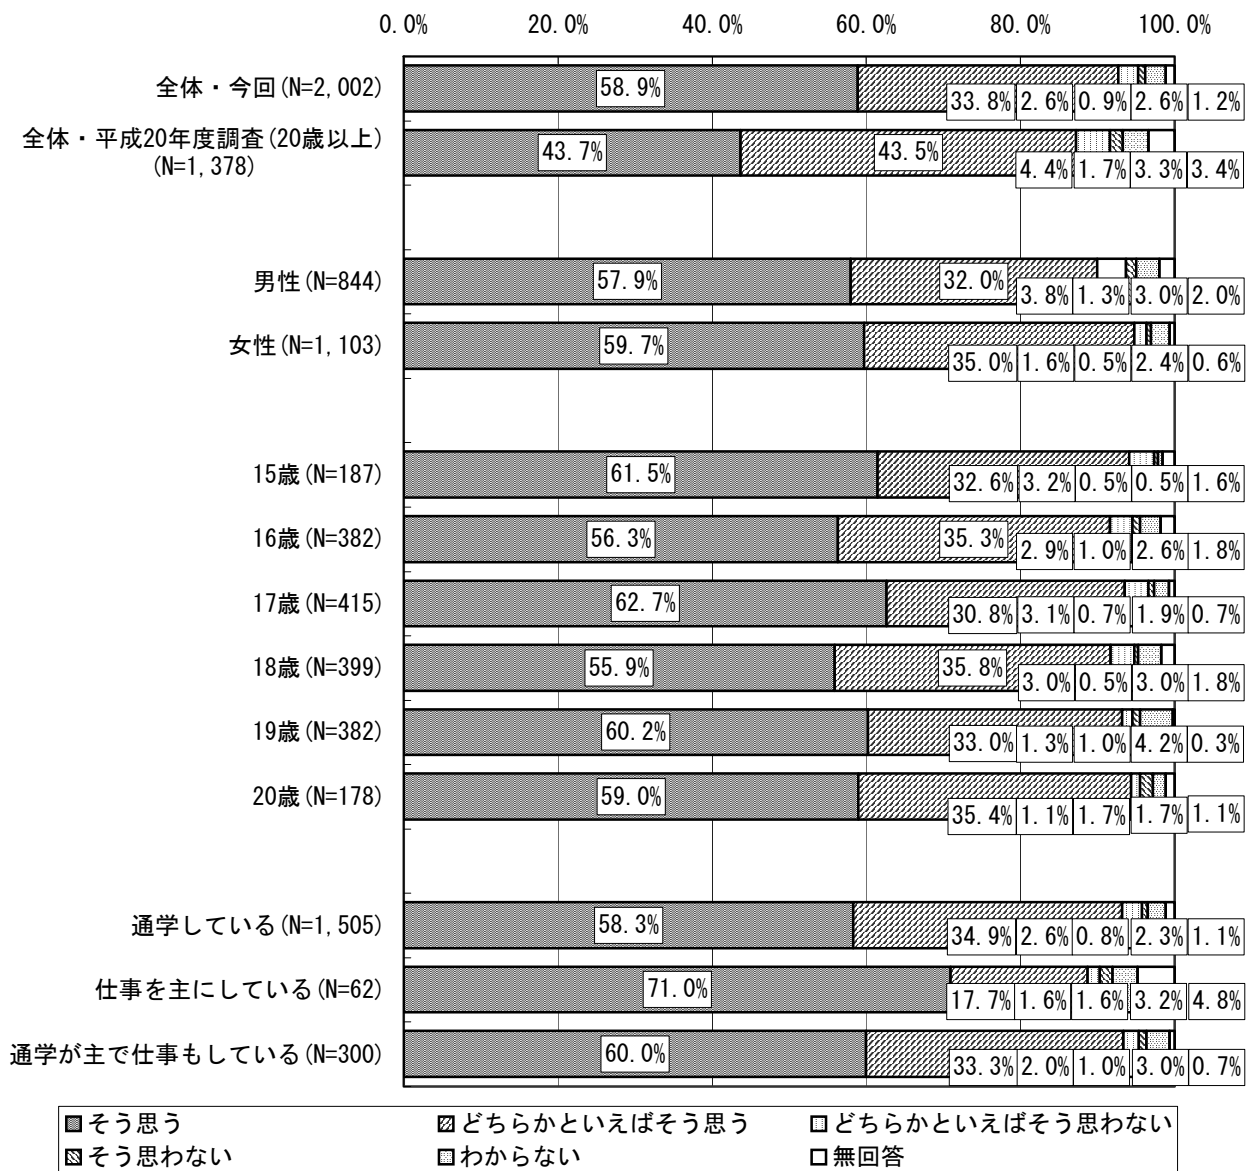 0.0% 20.0% 40.0% 60.0% 80.0% 100.0%
全体・今回(N=2,002) 58.9% 33.8% 2.6% 0.9% 2.6% 1.2%
全体・平成20年度調査(20歳以上)
(N=1,378) 43.7% 43.5% 4.4% 1.7% 3.3% 3.4%
男性(N=844) 57.9% 32.0% 3.8% 1.3% 3.0% 2.0%
女性(N=1,103) 59.7% 35.0% 1.6% 0.5% 2.4% 0.6%
15歳(N=187) 61.5% 32.6% 3.2% 0.5% 0.5% 1.6%
16歳(N=382) 56.3% 35.3% 2.9% 1.0% 2.6% 1.8%
17歳(N=415) 62.7% 30.8% 3.1% 0.7% 1.9% 0.7%
18歳(N=399) 55.9% 35.8% 3.0% 0.5% 3.0% 1.8%
19歳(N=382) 60.2% 33.0% 1.3% 1.0% 4.2% 0.3%
20歳(N=178) 59.0% 35.4% 1.1% 1.7% 1.7% 1.1%
通学している(N=1,505) 58.3% 34.9% 2.6% 0.8% 2.3% 1.1%
仕事を主にしている(N=62) 71.0% 17.7% 1.6% 1.6% 3.2% 4.8%
通学が主で仕事もしている(N=300) 60.0% 33.3% 2.0% 1.0% 3.0% 0.7%
そう思う どちらかといえばそう思う どちらかといえばそう思わない
そう思わない わからない 無回答